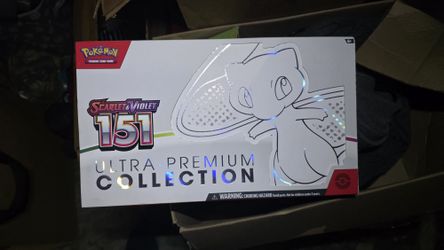 POKÉMON
TRADING CARD GAME
SCARLET & VIOLET
151
ULTRA PREMIUM
COLLECTION
WARNING: CHOKING HAZARD